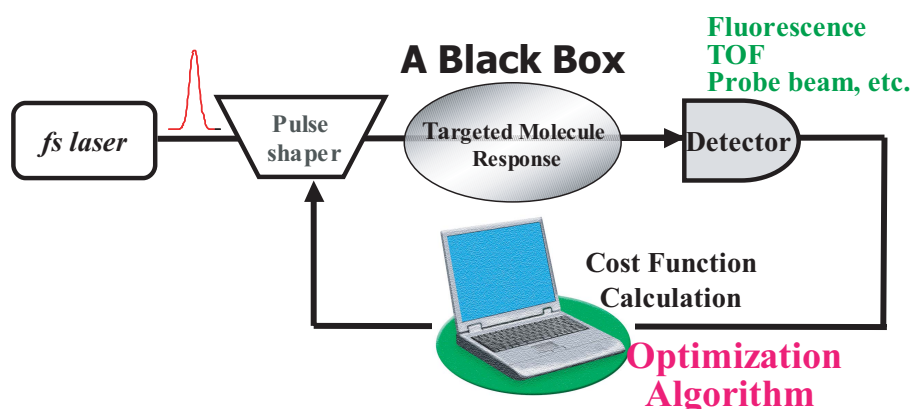 Fluorescence
TOF
Probe beam, etc.
A Black Box
fs laser
Pulse
shaper
Targeted Molecule
Response
Detector
Cost Function
Calculation
Optimization
Algorithm